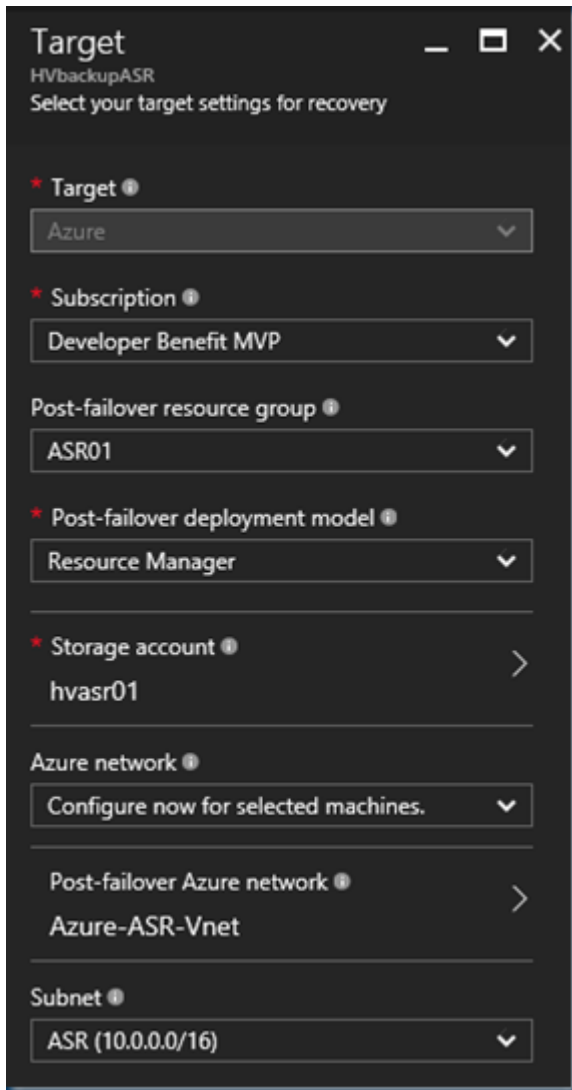 Target
HVbackupASR
Select your target settings for recovery
* Target
Azure
* Subscription
Developer Benefit MVP
Post-failover resource group
ASR01
* Post-failover deployment model
Resource Manager
* Storage account
hvasr01
Azure network
Configure now for selected machines.
Post-failover Azure network
Azure-ASR-Vnet
Subnet
ASR (10.0.0.0/16)